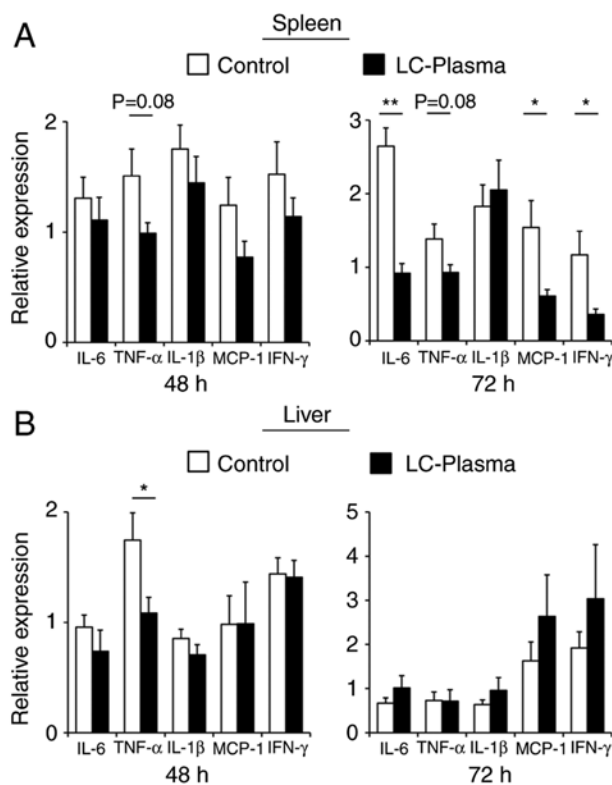 A
Spleen
Control
LC-Plasma
P=0.08
** P=0.08 * *
Relative expression
2
1
0
3
2
1
0
IL-6 TNF-α IL-1β MCP-1 IFN-γ
IL-6 TNF-α IL-1β MCP-1 IFN-γ
48 h
72 h
B
Liver
Control
LC-Plasma
*
Relative expression
2
1
0
5
4
3
2
1
0
IL-6 TNF-α IL-1β MCP-1 IFN-γ
IL-6 TNF-α IL-1β MCP-1 IFN-γ
48 h
72 h